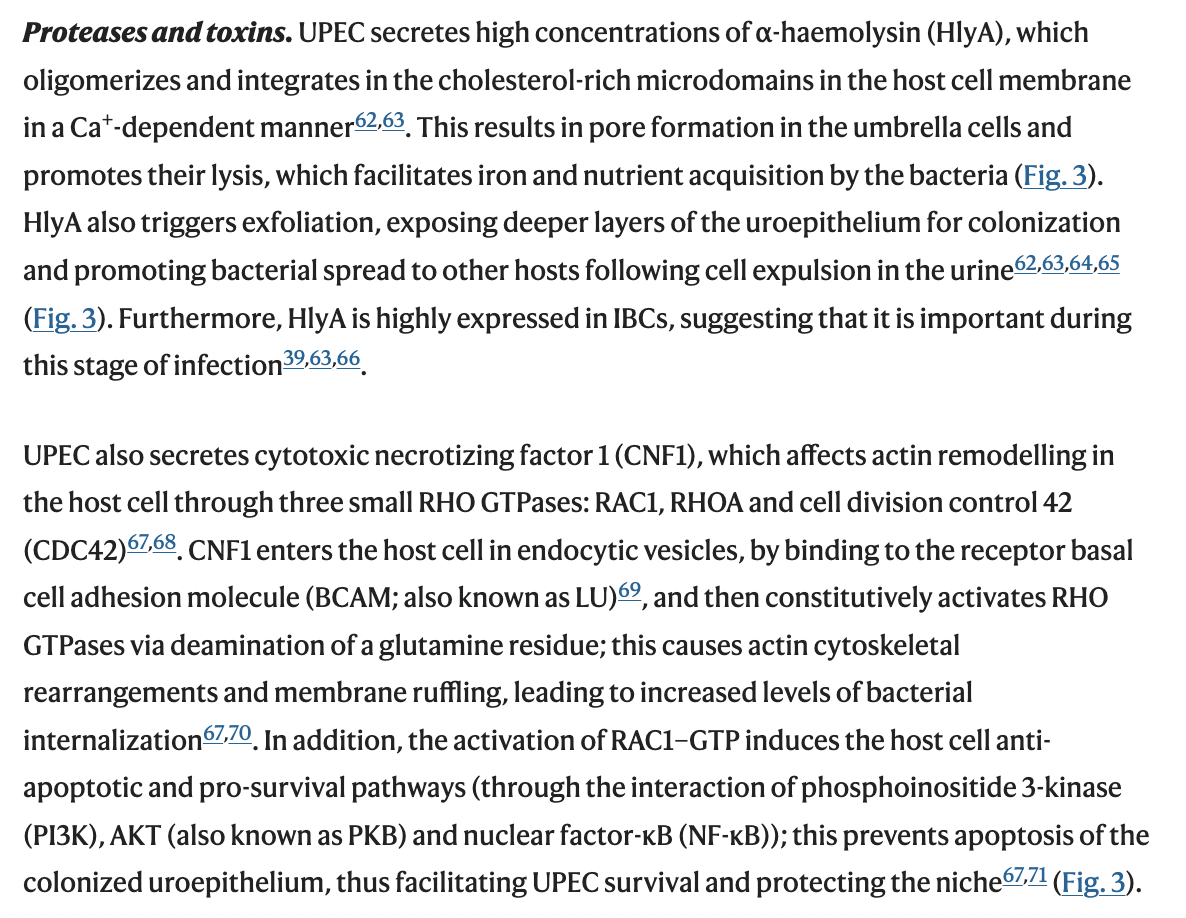 Proteases and toxins. UPEC secretes high concentrations of α-haemolysin (HlyA), which
oligomerizes and integrates in the cholesterol-rich microdomains in the host cell membrane
in a Ca⁺-dependent manner62,63. This results in pore formation in the umbrella cells and
promotes their lysis, which facilitates iron and nutrient acquisition by the bacteria (Fig. 3).
HlyA also triggers exfoliation, exposing deeper layers of the uroepithelium for colonization
and promoting bacterial spread to other hosts following cell expulsion in the urine62,63,64,65
(Fig. 3). Furthermore, HlyA is highly expressed in IBCs, suggesting that it is important during
this stage of infection39,63,66.
UPEC also secretes cytotoxic necrotizing factor 1 (CNF1), which affects actin remodelling in
the host cell through three small RHO GTPases: RAC1, RHOA and cell division control 42
(CDC42)67,68. CNF1 enters the host cell in endocytic vesicles, by binding to the receptor basal
cell adhesion molecule (BCAM; also known as LU)69, and then constitutively activates RHO
GTPases via deamination of a glutamine residue; this causes actin cytoskeletal
rearrangements and membrane ruffling, leading to increased levels of bacterial
internalization67,70. In addition, the activation of RAC1–GTP induces the host cell anti-
apoptotic and pro-survival pathways (through the interaction of phosphoinositide 3-kinase
(PI3K), AKT (also known as PKB) and nuclear factor-κB (NF-κB)); this prevents apoptosis of the
colonized uroepithelium, thus facilitating UPEC survival and protecting the niche67,71 (Fig. 3).